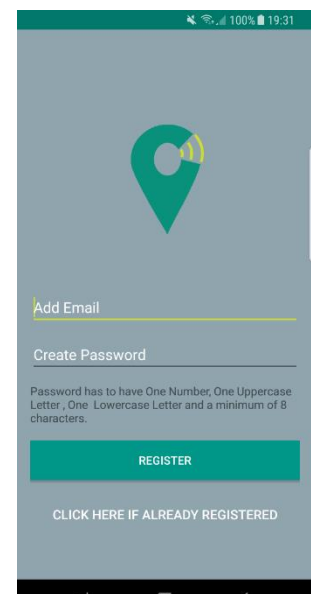 100% 19:31
Add Email
Create Password
Password has to have One Number, One Uppercase
Letter , One  Lowercase Letter and a minimum of 8
characters.
REGISTER
CLICK HERE IF ALREADY REGISTERED